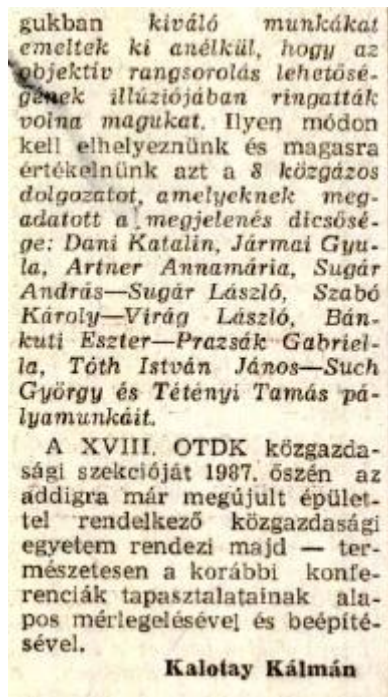 gukban kiváló munkákat
emeltek ki anélkül, hogy az
objektív rangsorolás lehetősé-
gének illúziójában ringatták
volna magukat. Ilyen módon
kell elhelyeznünk és magasra
értékelnünk azt a 8 közgázos
dolgozatot, amelyeknek meg-
adatott a megjelenés dicsősé-
ge: Dani Katalin, Jármai Gyu-
la, Artner Annamária, Sugár
András—Sugár László, Szabó
Károly—Virág László, Bán-
kuti Eszter—Prazsák Gabriel-
la, Tóth István János—Such
György és Tétényi Tamás pá-
lyamunkáit.
A XVIII. OTDK közgazda-
sági szekcióját 1987. őszén az
addigra már megújult épület-
tel rendelkező közgazdasági
egyetem rendezi majd — ter-
mészetesen a korábbi konfe-
renciák tapasztalatainak ala-
pos mérlegelésével és beépíté-
sével.
Kalotay Kálmán